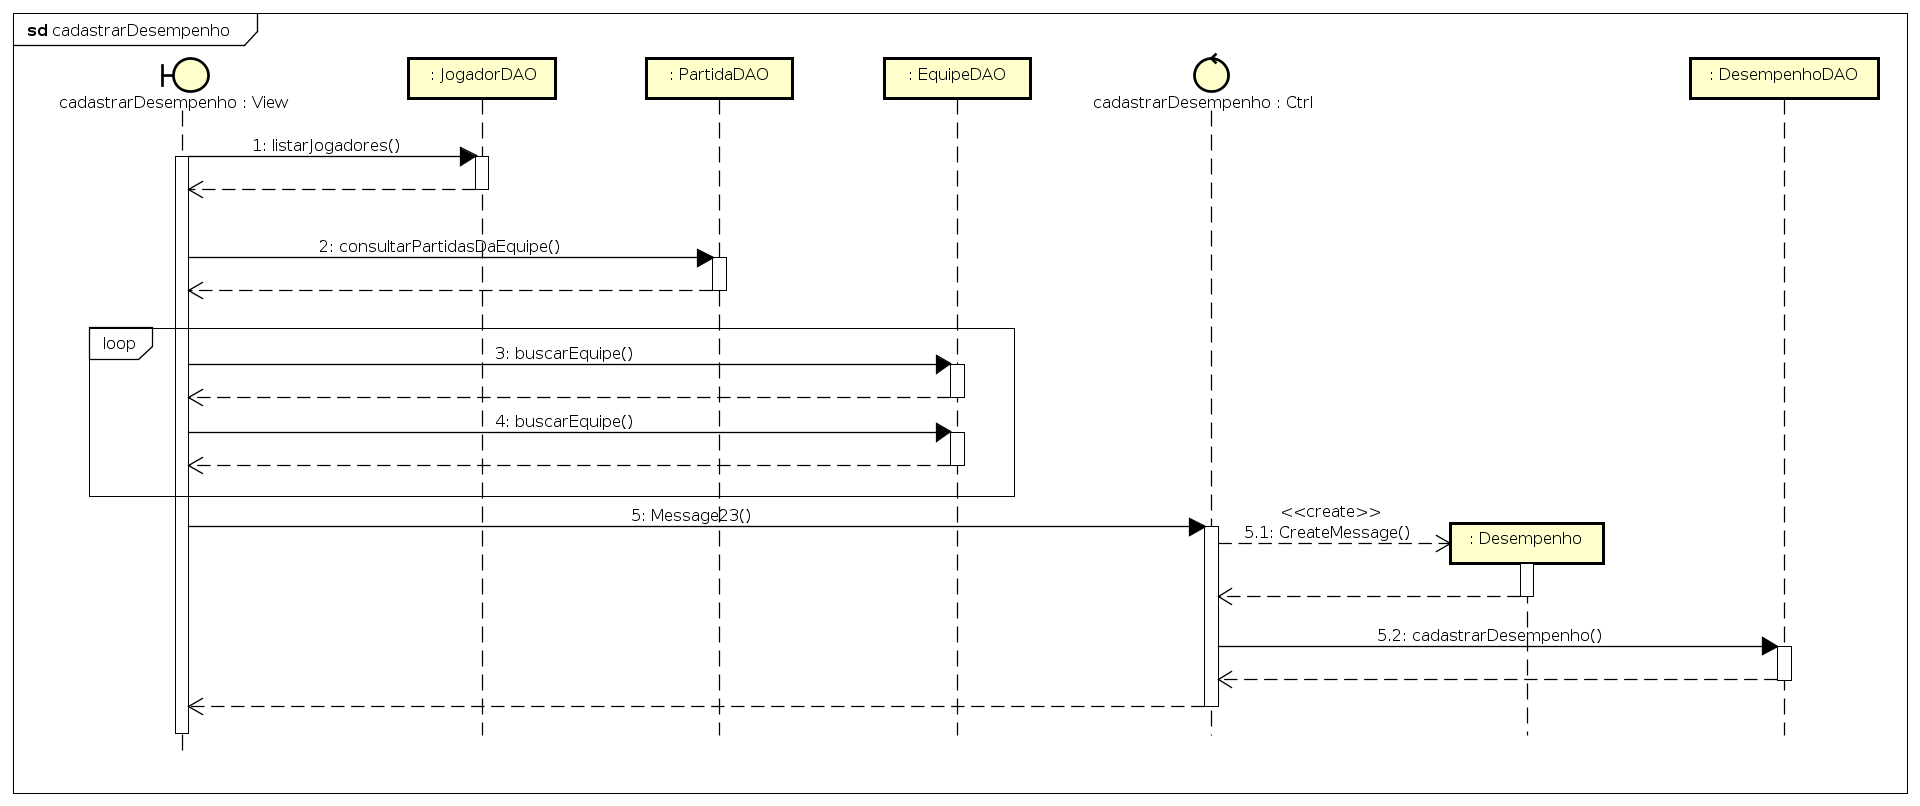 sd cadastrarDesempenho
cadastrarDesempenho : View
: JogadorDAO
: PartidaDAO
: EquipeDAO
cadastrarDesempenho : Ctrl
: DesempenhoDAO
1: listarJogadores()
2: consultarPartidasDaEquipe()
loop
3: buscarEquipe()
4: buscarEquipe()
5: Message23()
<<create>>
5.1: CreateMessage()
: Desempenho
5.2: cadastrarDesempenho()